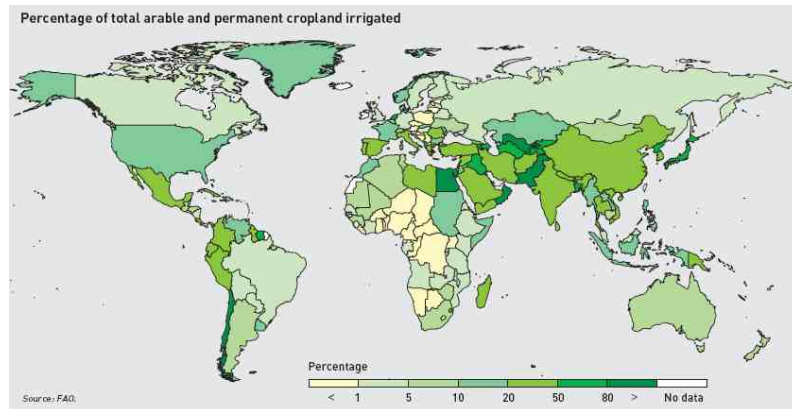 Percentage of total arable and permanent cropland irrigated
Percentage
< 1 5 10 20 50 80 > No data
Source: FAO.